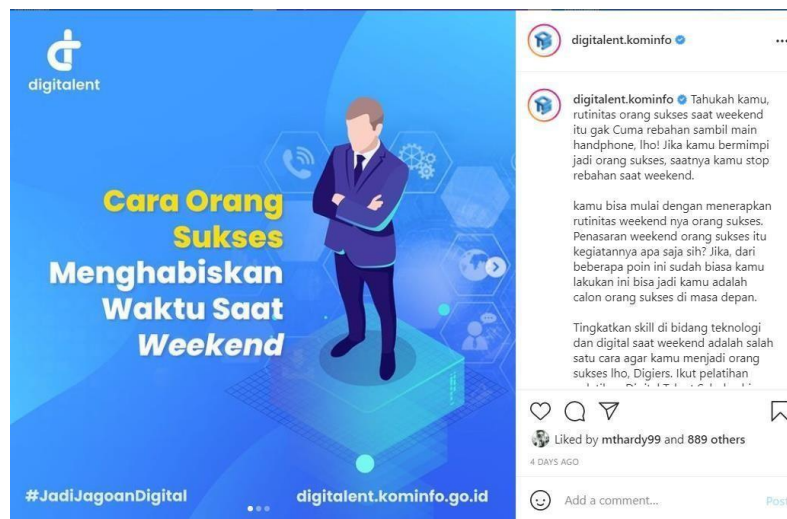 digitalent
Cara Orang
Sukses
Menghabiskan
Waktu Saat
Weekend
#JadiJagoanDigital
digitalent.kominfo.go.id
digitalent.kominfo
digitalent.kominfo Tahukah kamu,
rutinitas orang sukses saat weekend
itu gak Cuma rebahan sambil main
handphone, lho! Jika kamu bermimpi
jadi orang sukses, saatnya kamu stop
rebahan saat weekend.
kamu bisa mulai dengan menerapkan
rutinitas weekend nya orang sukses.
Penasaran weekend orang sukses itu
kegiatannya apa saja sih? Jika, dari
beberapa poin ini sudah biasa kamu
lakukan ini bisa jadi kamu adalah
calon orang sukses di masa depan.
Tingkatkan skill di bidang teknologi
dan digital saat weekend adalah salah
satu cara agar kamu menjadi orang
sukses lho, Digiers. Ikut pelatihan
Liked by mthardy99 and 889 others
4 DAYS AGO
Add a comment...
Post